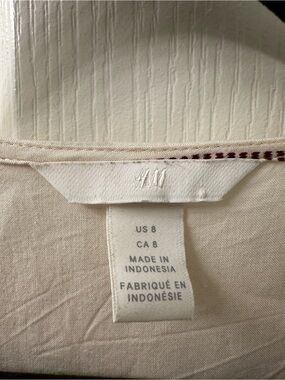 H&M
US 8
CA 8
MADE IN
INDONESIA
FABRIQUÉ EN
INDONÉSIE